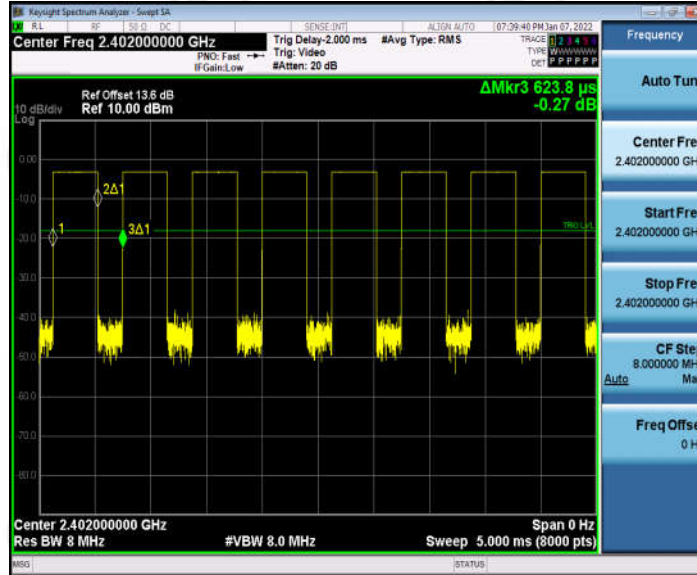 Keysight Spectrum Analyzer - Swept SA
RL RF 50 Ω DC SENSE:INT ALIGN AUTO 07:39:40 PM Jan 07, 2022
Center Freq 2.402000000 GHz
PNO: Fast
IFGain:Low
Trig Delay-2.000 ms
Trig: Video
#Atten: 20 dB
#Avg Type: RMS
TRACE 1 2 3 4 5 6
TYPE WWWWWW
DET P P P P P P
Frequency
Ref Offset 13.6 dB
Ref 10.00 dBm
10 dB/div
Log
ΔMkr3 623.8 µs
-0.27 dB
0.00
-10.0
-20.0
-30.0
-40.0
-50.0
-60.0
-70.0
-80.0
1
2Δ1
3Δ1
TRIG LVL
Auto Tun
Center Fre
2.402000000 GH
Start Fre
2.402000000 GH
Stop Fre
2.402000000 GH
CF Ste
8.000000 MH
Auto Ma
Freq Offse
0 H
Center 2.402000000 GHz
Res BW 8 MHz
#VBW 8.0 MHz
Span 0 Hz
Sweep 5.000 ms (8000 pts)
MSG
STATUS